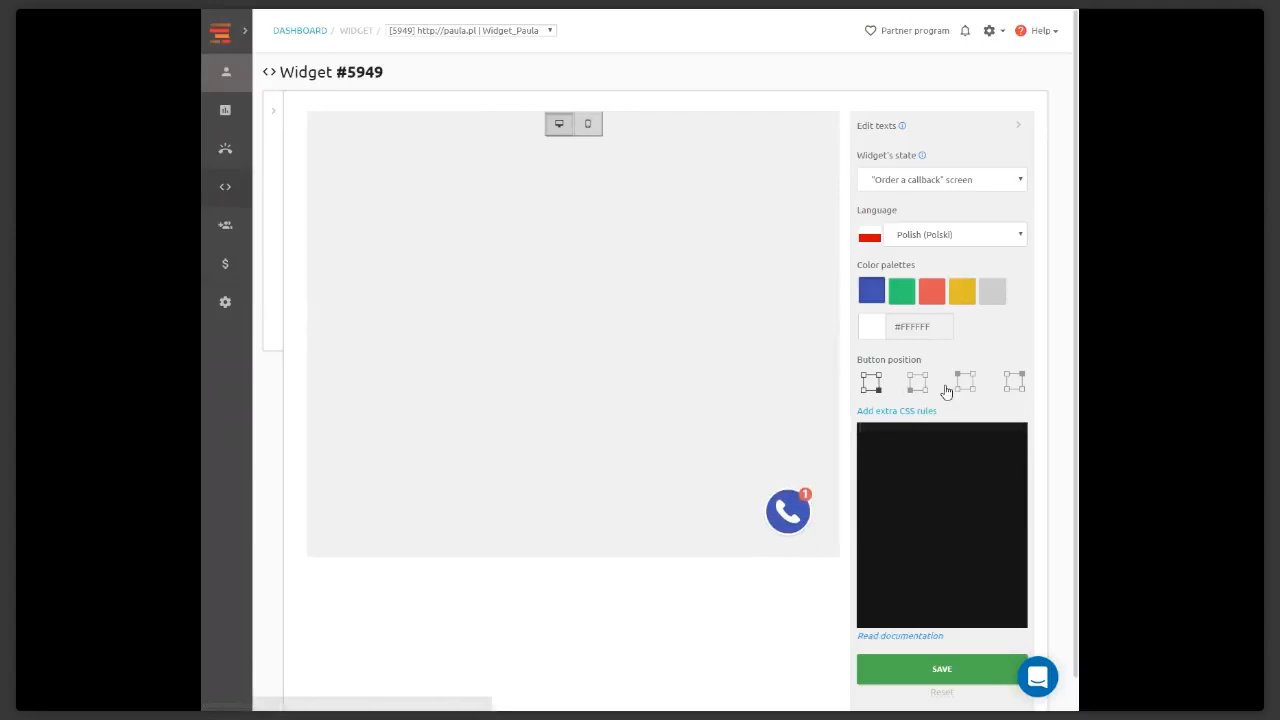 DASHBOARD / WIDGET / [5949] http://paula.pl | Widget_Paula
Partner program
Help
Widget #5949
Edit texts
Widget's state
"Order a callback" screen
Language
Polish (Polski)
Color palettes
#FFFFFF
Button position
Add extra CSS rules
1
Read documentation
SAVE
Reset